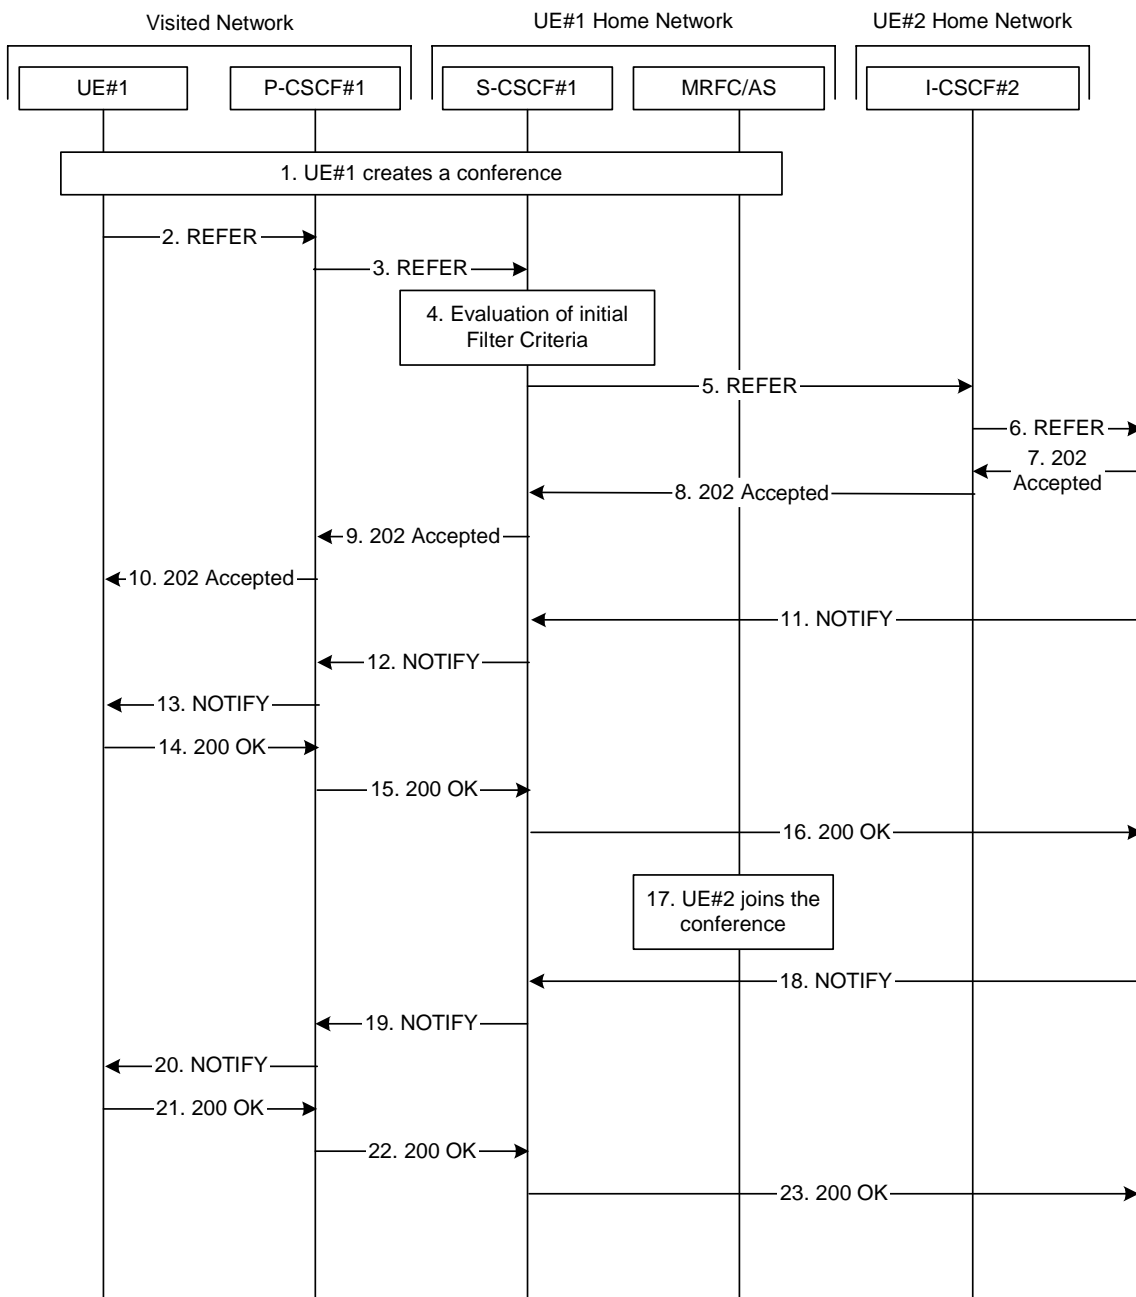 Visited Network
UE#1 Home Network
UE#2 Home Network
UE#1
P-CSCF#1
S-CSCF#1
MRFC/AS
I-CSCF#2
1. UE#1 creates a conference
2. REFER
3. REFER
4. Evaluation of initial
Filter Criteria
5. REFER
6. REFER
7. 202
Accepted
8. 202 Accepted
9. 202 Accepted
10. 202 Accepted
11. NOTIFY
12. NOTIFY
13. NOTIFY
14. 200 OK
15. 200 OK
16. 200 OK
17. UE#2 joins the
conference
18. NOTIFY
19. NOTIFY
20. NOTIFY
21. 200 OK
22. 200 OK
23. 200 OK